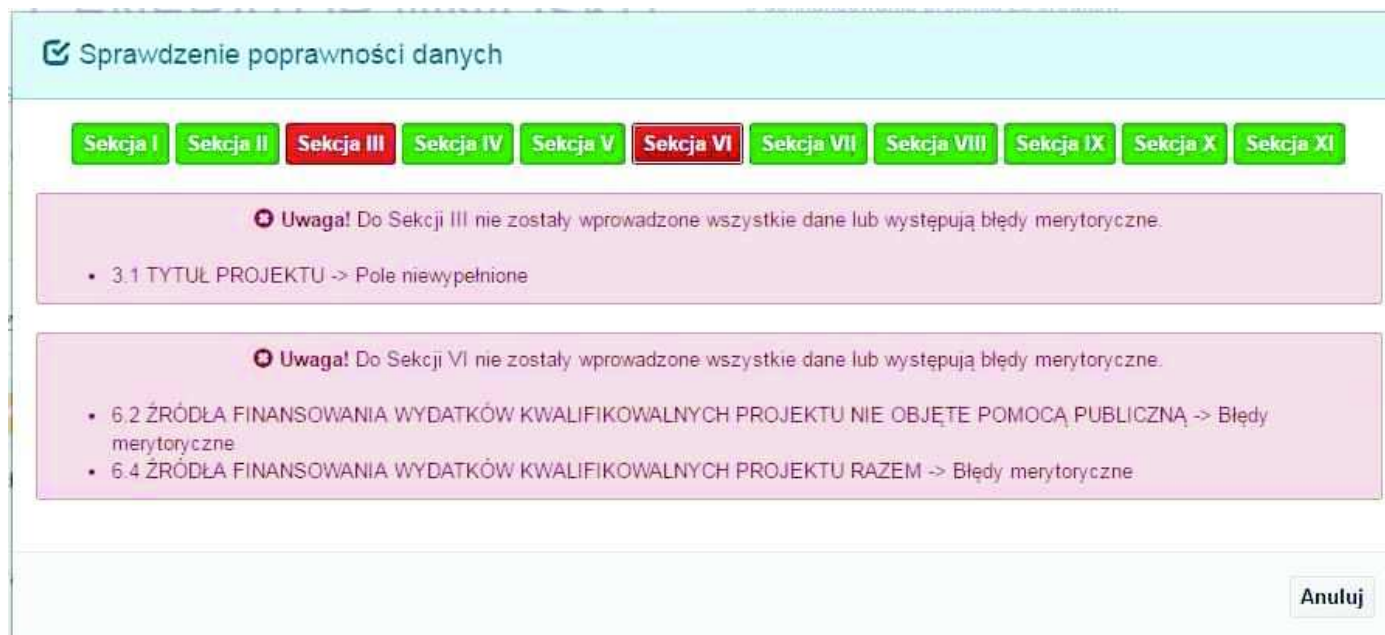 Sprawdzenie poprawności danych
Sekcja I Sekcja II Sekcja III Sekcja IV Sekcja V Sekcja VI Sekcja VII Sekcja VIII Sekcja IX Sekcja X Sekcja XI
Uwaga! Do Sekcji III nie zostały wprowadzone wszystkie dane lub występują błędy merytoryczne.
• 3.1 TYTUŁ PROJEKTU -> Pole niewypełnione
Uwaga! Do Sekcji VI nie zostały wprowadzone wszystkie dane lub występują błędy merytoryczne.
• 6.2 ŹRÓDŁA FINANSOWANIA WYDATKÓW KWALIFIKOWALNYCH PROJEKTU NIE OBJĘTE POMOCĄ PUBLICZNĄ -> Błędy
merytoryczne
• 6.4 ŹRÓDŁA FINANSOWANIA WYDATKÓW KWALIFIKOWALNYCH PROJEKTU RAZEM -> Błędy merytoryczne
Anuluj